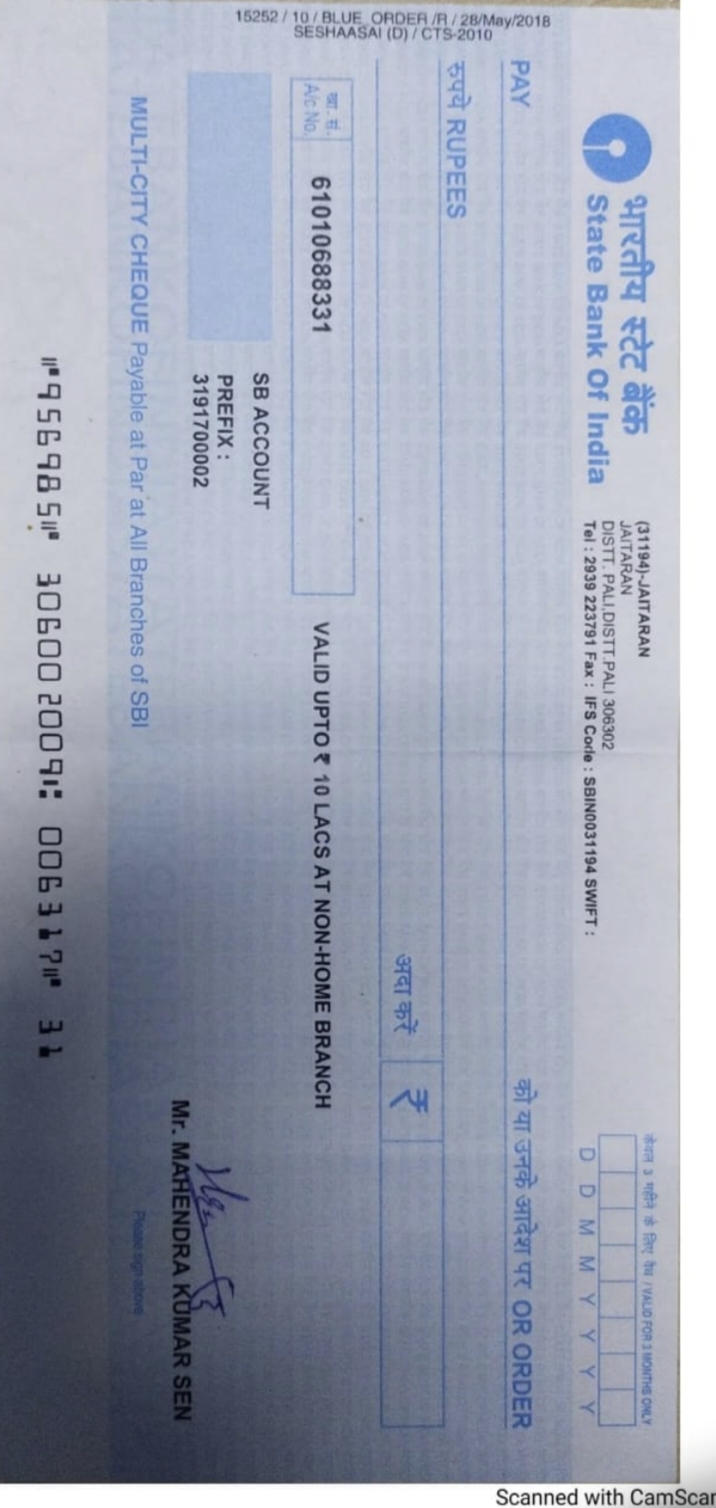 भारतीय स्टेट बैंक
State Bank Of India
(31194)-JAITARAN
JAITARAN
DISTT. PALI,DISTT.PALI 306302
Tel : 2939 223791 Fax : IFS Code : SBIN0031194 SWIFT :
केवल 3 महीने के लिए वैध / VALID FOR 3 MONTHS ONLY
D D M M Y Y Y Y
PAY
को या उनके आदेश पर OR ORDER
रुपये RUPEES
अदा करें ₹
खा. सं.
A/c No.
61010688331
VALID UPTO ₹ 10 LACS AT NON-HOME BRANCH
SB ACCOUNT
PREFIX :
3191700002
Mr. MAHENDRA KUMAR SEN
Please sign above
MULTI-CITY CHEQUE Payable at Par at All Branches of SBI
⑈956985⑈ 306002009⑆ 006317⑈ 31
15252 / 10 / BLUE_ORDER /R / 28/May/2018
SESHAASAI (D) / CTS-2010
Scanned with CamScan